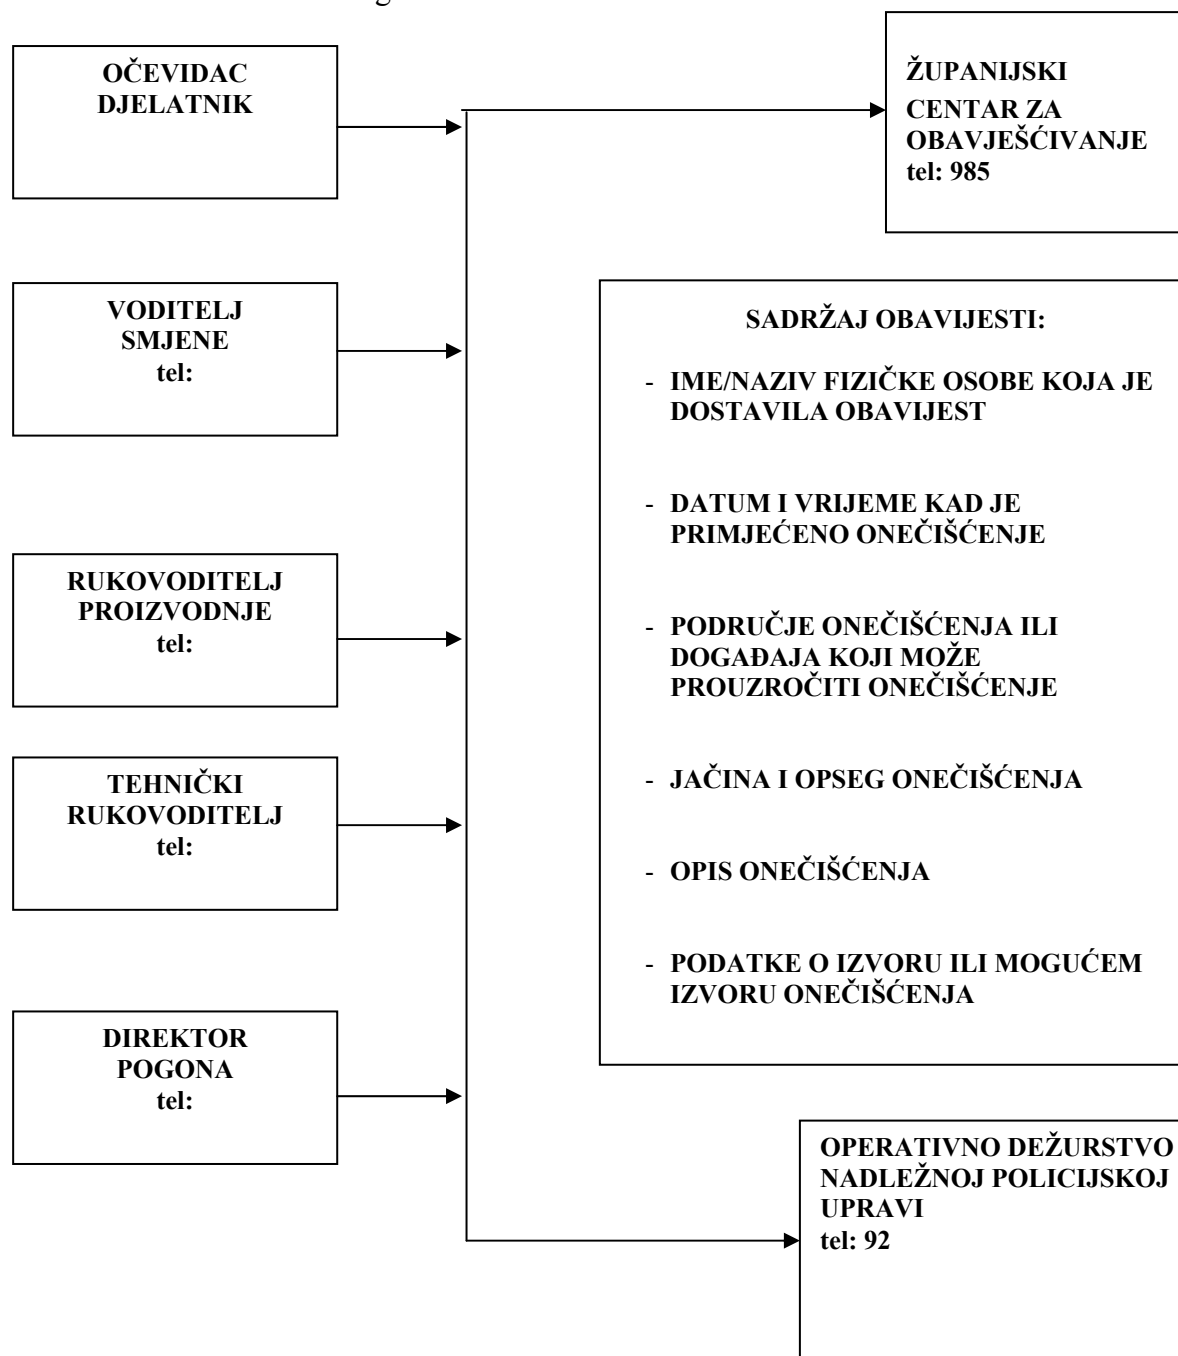 OČEVIDAC
DJELATNIK
VODITELJ
SMJENE
tel:
RUKOVODITELJ
PROIZVODNJE
tel:
TEHNIČKI
RUKOVODITELJ
tel:
DIREKTOR
POGONA
tel:
ŽUPANIJSKI
CENTAR ZA
OBAVJEŠĆIVANJE
tel: 985
SADRŽAJ OBAVIJESTI:
- IME/NAZIV FIZIČKE OSOBE KOJA JE
DOSTAVILA OBAVIJEST
- DATUM I VRIJEME KAD JE
PRIMJEĆENO ONEČIŠĆENJE
- PODRUČJE ONEČIŠĆENJA ILI
DOGAĐAJA KOJI MOŽE
PROUZROČITI ONEČIŠĆENJE
- JAČINA I OPSEG ONEČIŠĆENJA
- OPIS ONEČIŠĆENJA
- PODATKE O IZVORU ILI MOGUĆEM
IZVORU ONEČIŠĆENJA
OPERATIVNO DEŽURSTVO
NADLEŽNOJ POLICIJSKOJ
UPRAVI
tel: 92